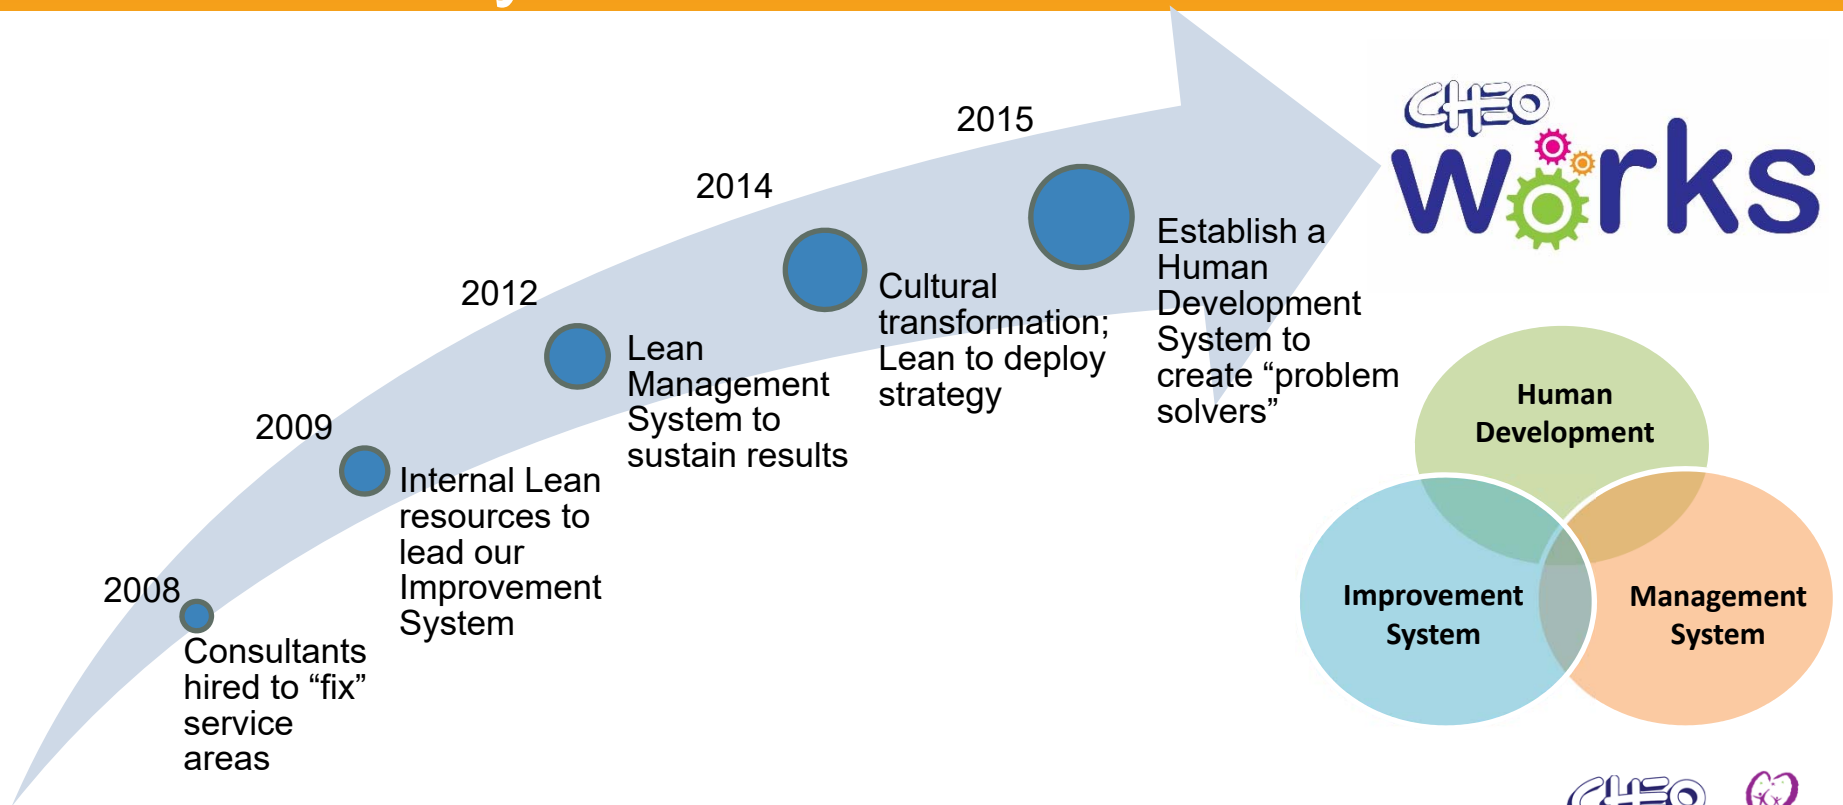 2008
Consultants
hired to “fix”
service
areas
2009
Internal Lean
resources to
lead our
Improvement
System
2012
Lean
Management
System to
sustain results
2014
Cultural
transformation;
Lean to deploy
strategy
2015
Establish a
Human
Development
System to
create “problem
solvers”
CHEO
works
Human
Development
Improvement
System
Management
System
CHEO